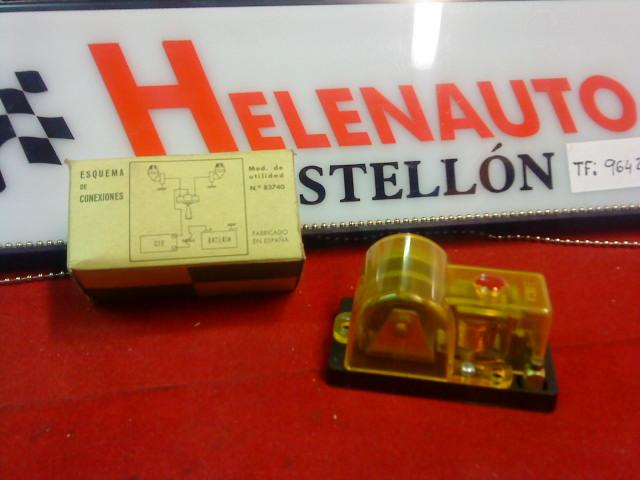 HELENAUTO
STELLÓN
TF: 964
ESQUEMA
DE
CONEXIONES
Mod. de
utilidad
N.º 83740
BATERIA
FABRICADO
EN ESPAÑA